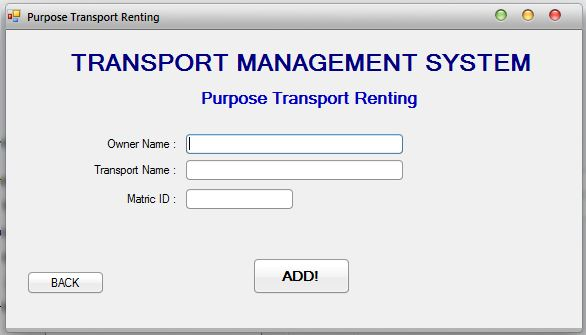 Purpose Transport Renting
TRANSPORT MANAGEMENT SYSTEM
Purpose Transport Renting
Owner Name :
Transport Name :
Matric ID :
ADD!
BACK